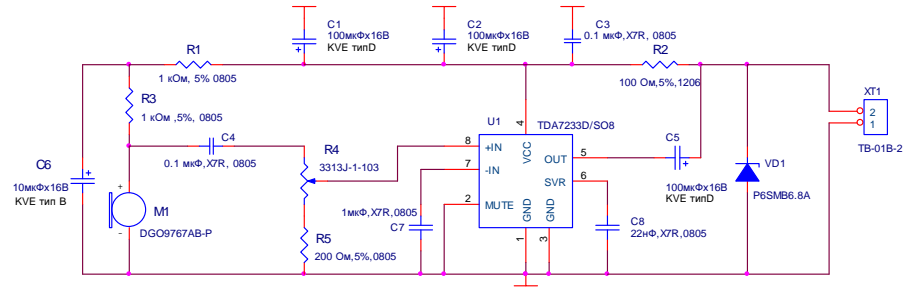 C1
100мкФх16В
KVE типD
C2
100мкФх16В
KVE типD
C3
0.1 мкФ, X7R, 0805
R1
1 кОм, 5% 0805
R2
100 Ом,5%,1206
R3
1 кОм ,5%, 0805
C4
0.1 мкФ,X7R, 0805
R4
3313J-1-103
U1
TDA7233D/SO8
XT1
2
1
TB-01B-2
C6
10мкФх16В
KVE тип B
+
M1
-
DGO9767AB-P
R5
200 Ом,5%,0805
1мкФ,X7R,0805
C7
8
+IN
7
-IN
2
MUTE
4
VCC
OUT
5
SVR
6
GND
1
GND
3
C5
+
100мкФх16В
KVE типD
C8
22нФ,X7R,0805
VD1
P6SMB6.8A
+
+
+